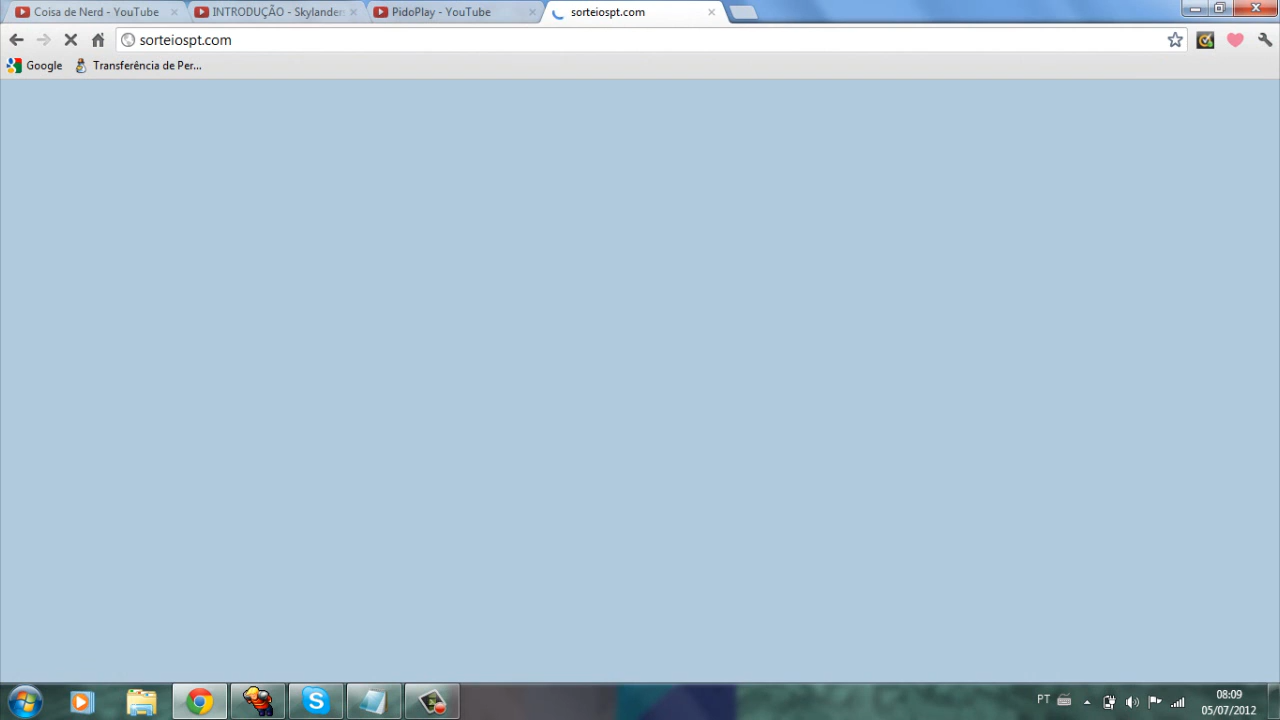 Coisa de Nerd - YouTube
INTRODUÇÃO - Skylander
PidoPlay - YouTube
sorteiospt.com
sorteiospt.com
Google
Transferência de Per...
PT
08:09
05/07/2012